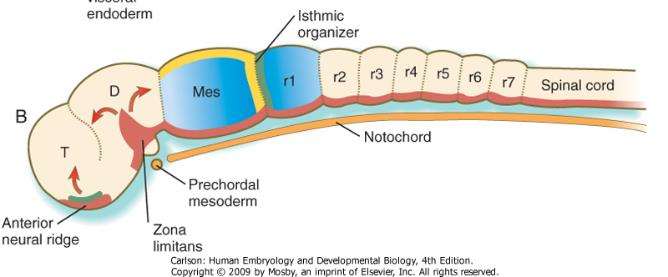 visceral
endoderm
Isthmic
organizer
B
D
T
Mes
r1
r2
r3
r4
r5
r6
r7
Spinal cord
Notochord
Prechordal
mesoderm
Anterior
neural ridge
Zona
limitans
Carlson: Human Embryology and Developmental Biology, 4th Edition.
Copyright © 2009 by Mosby, an imprint of Elsevier, Inc. All rights reserved.